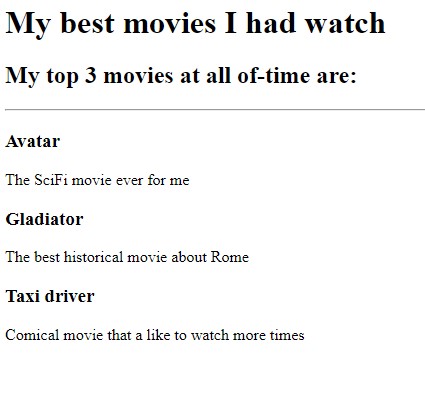 My best movies I had watch
My top 3 movies at all of-time are:
Avatar
The SciFi movie ever for me
Gladiator
The best historical movie about Rome
Taxi driver
Comical movie that a like to watch more times